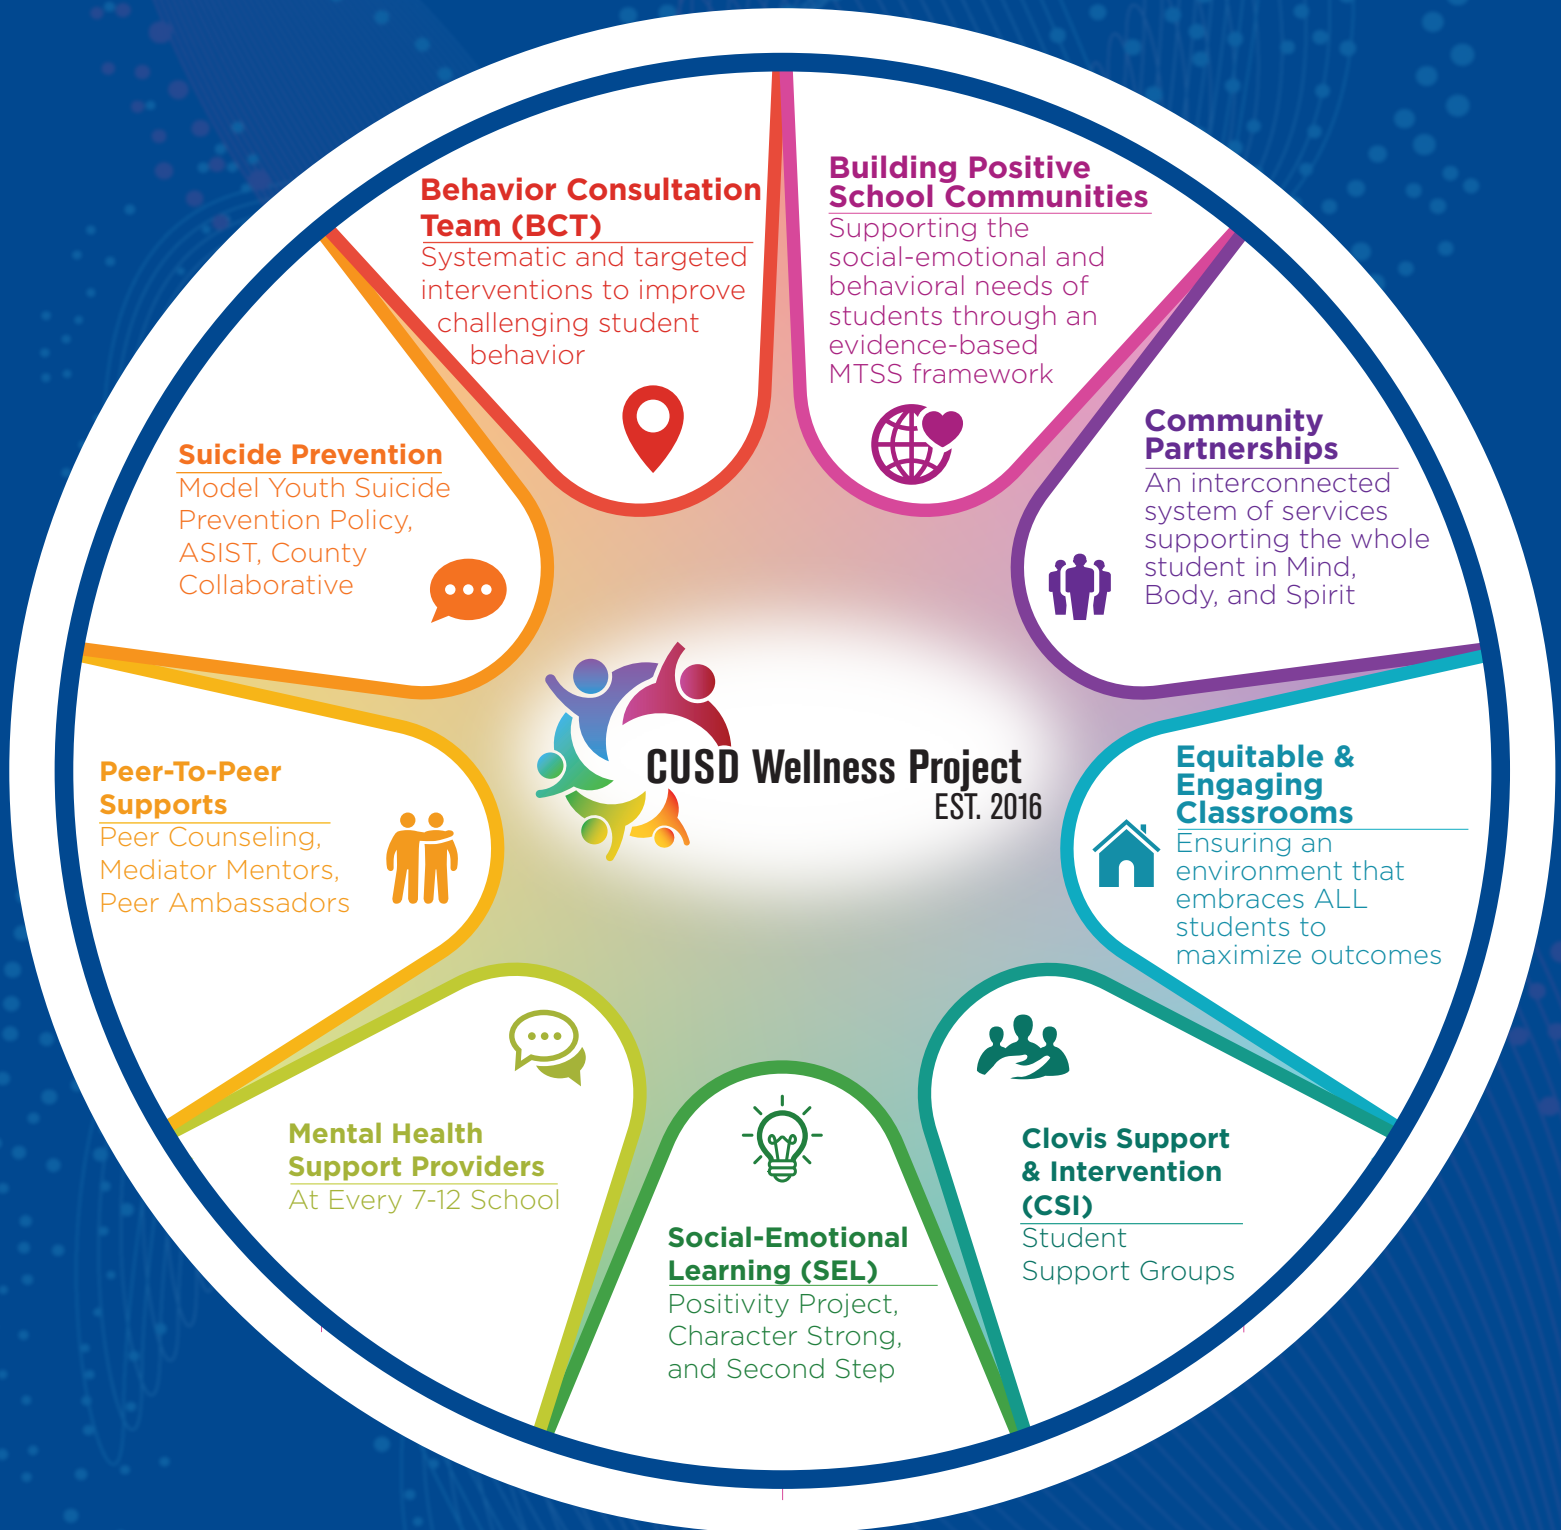 Behavior Consultation
Team (BCT)
Systematic and targeted
interventions to improve
challenging student
behavior
Building Positive
School Communities
Supporting the
social-emotional and
behavioral needs of
students through an
evidence-based
MTSS framework
Community
Partnerships
An interconnected
system of services
supporting the whole
student in Mind,
Body, and Spirit
Equitable &
Engaging
Classrooms
Ensuring an
environment that
embraces ALL
students to
maximize outcomes
Clovis Support
& Intervention
(CSI)
Student
Support Groups
Social-Emotional
Learning (SEL)
Positivity Project,
Character Strong,
and Second Step
Mental Health
Support Providers
At Every 7-12 School
Peer-To-Peer
Supports
Peer Counseling,
Mediator Mentors,
Peer Ambassadors
Suicide Prevention
Model Youth Suicide
Prevention Policy,
ASIST, County
Collaborative
CUSD Wellness Project
EST. 2016